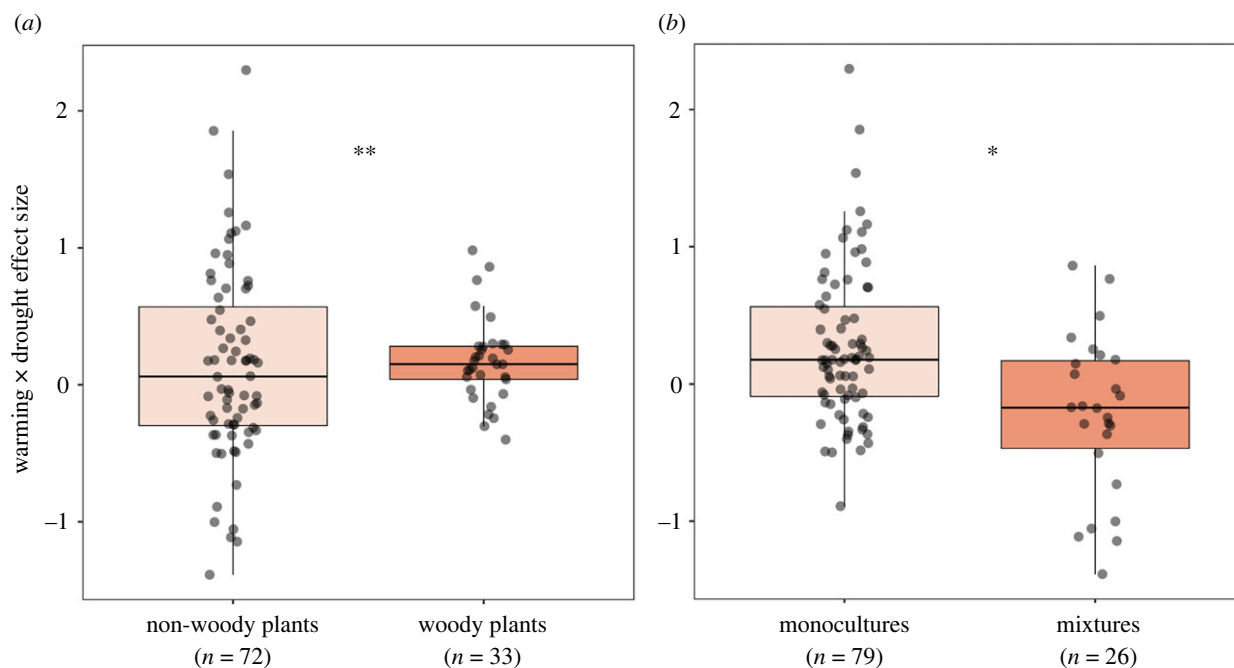 (a)
(b)
warming × drought effect size
2
1
0
–1
**
non-woody plants
(n = 72)
woody plants
(n = 33)
2
1
0
–1
*
monocultures
(n = 79)
mixtures
(n = 26)